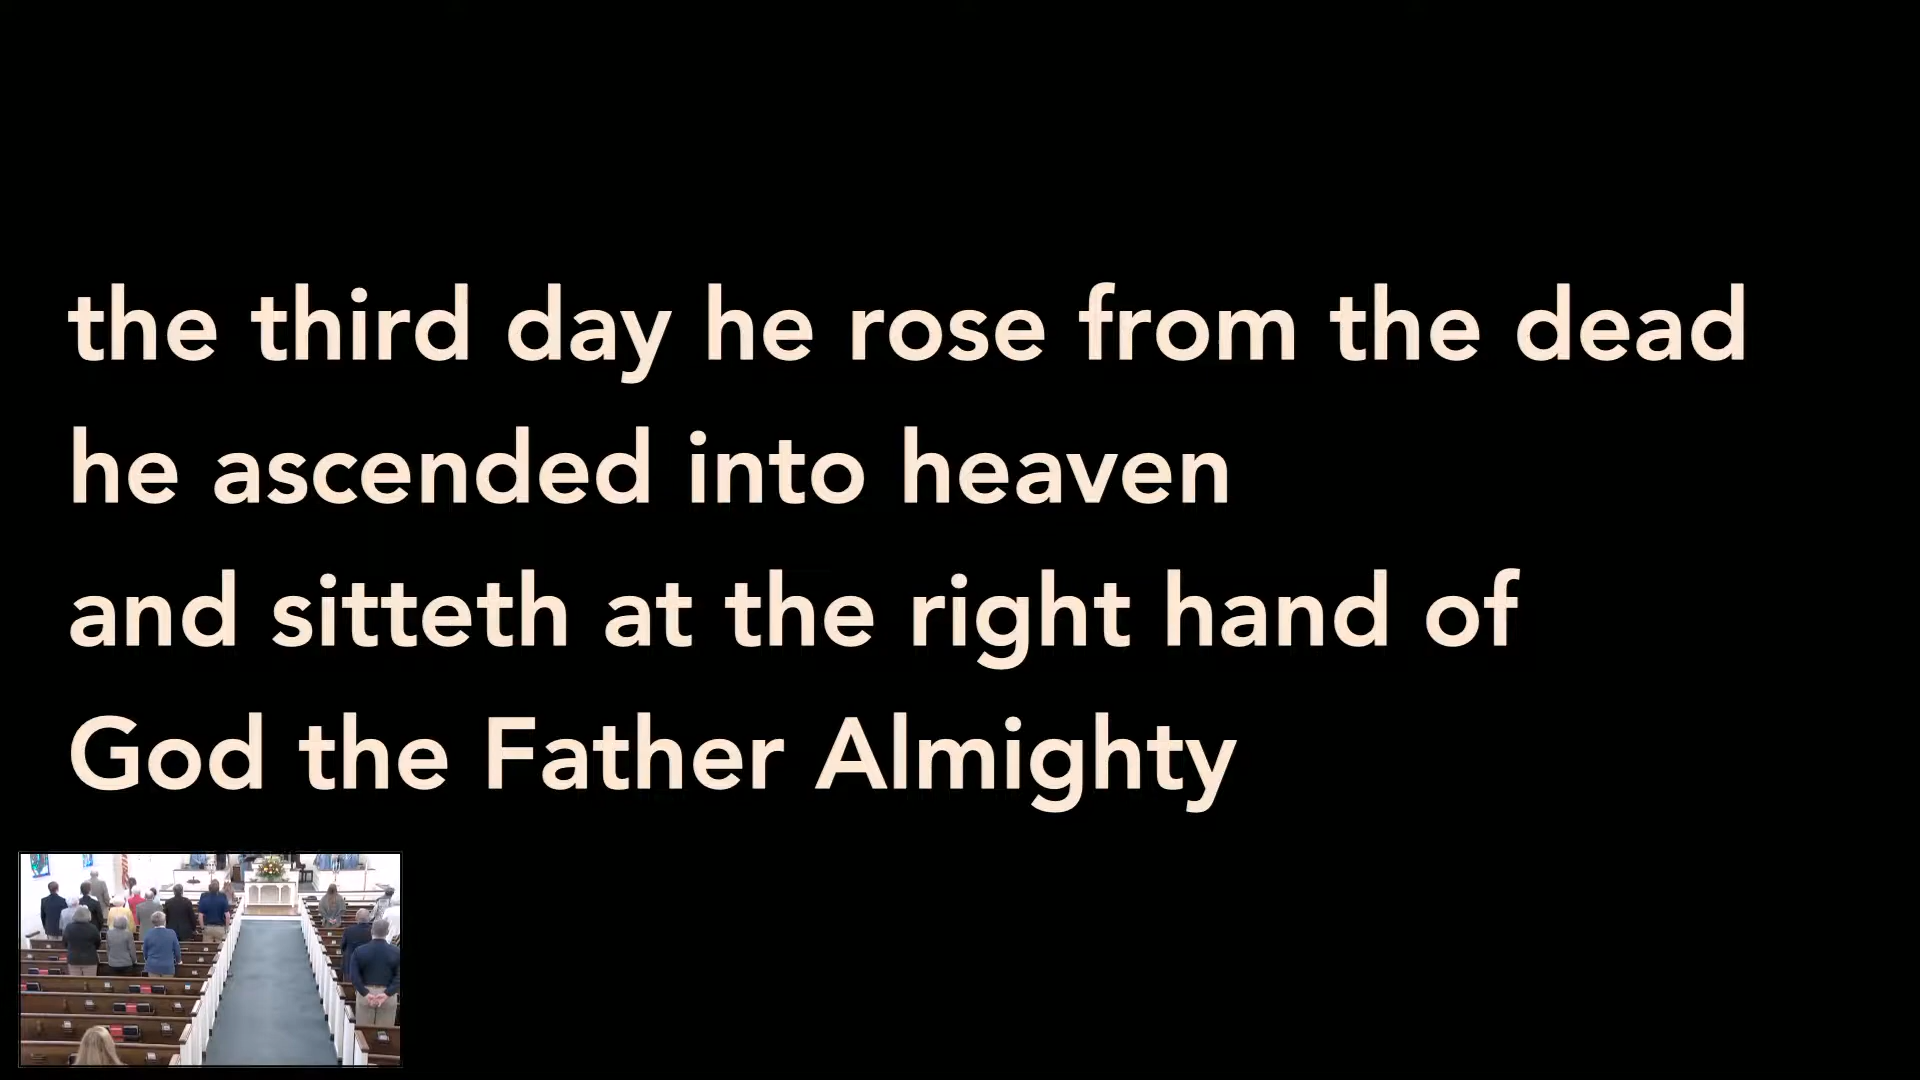 the third day he rose from the dead
he ascended into heaven
and sitteth at the right hand of
God the Father Almighty